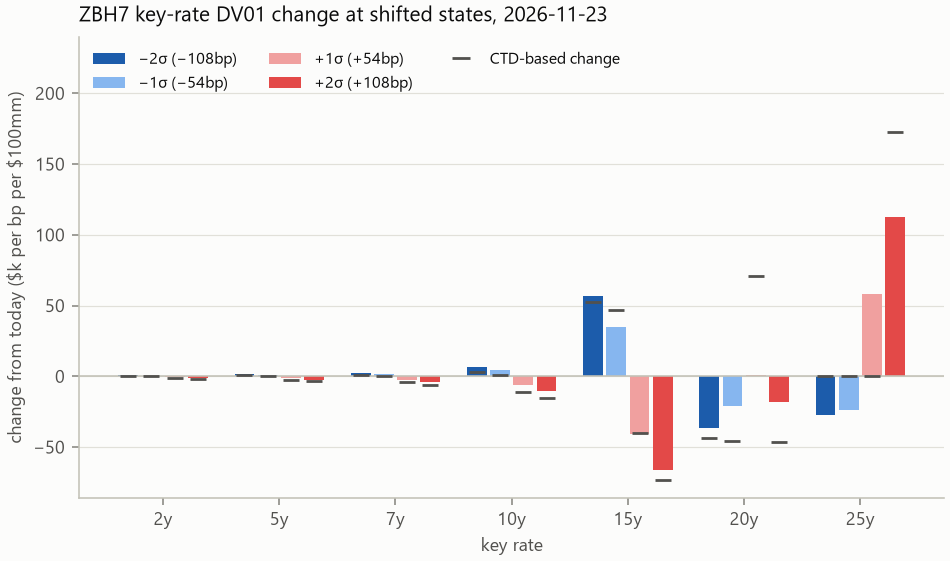 ZBH7 key-rate DV01 change at shifted states, 2026-11-23
−2σ (−108bp)
−1σ (−54bp)
+1σ (+54bp)
+2σ (+108bp)
CTD-based change
change from today ($k per bp per $100mm)
200
150
100
50
0
−50
2y
5y
7y
10y
15y
20y
25y
key rate